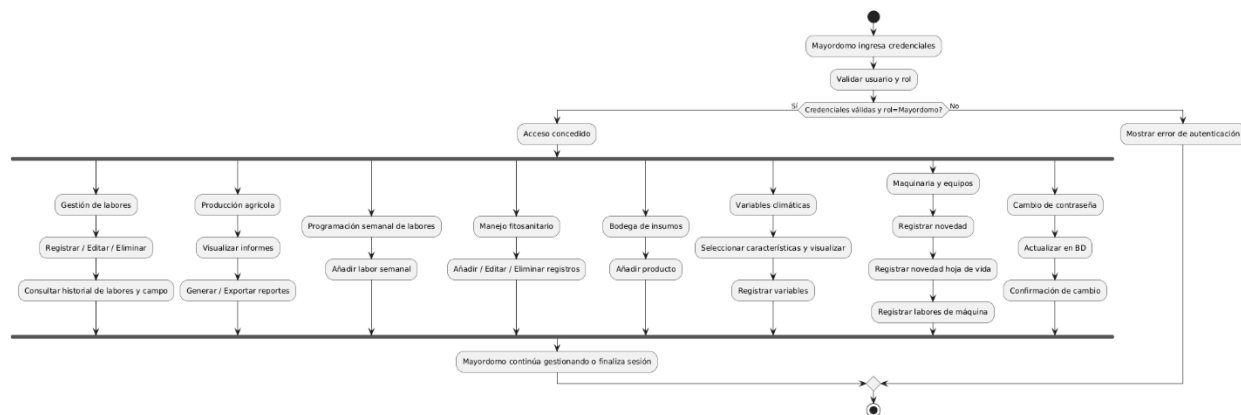 Mayordomo ingresa credenciales
Validar usuario y rol
Sí
Credenciales válidas y rol=Mayordomo?
No
Acceso concedido
Mostrar error de autenticación
Gestión de labores
Registrar / Editar / Eliminar
Consultar historial de labores y campo
Producción agrícola
Visualizar informes
Generar / Exportar reportes
Programación semanal de labores
Añadir labor semanal
Manejo fitosanitario
Añadir / Editar / Eliminar registros
Bodega de insumos
Añadir producto
Variables climáticas
Seleccionar características y visualizar
Registrar variables
Maquinaria y equipos
Registrar novedad
Registrar novedad hoja de vida
Registrar labores de máquina
Cambio de contraseña
Actualizar en BD
Confirmación de cambio
Mayordomo continúa gestionando o finaliza sesión